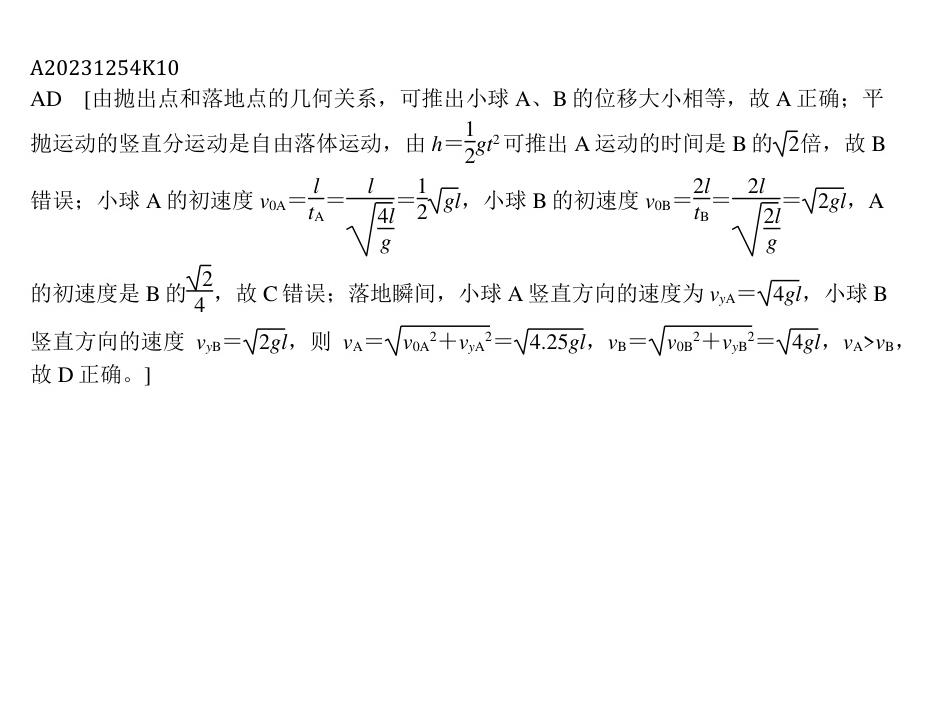 A20231254K10
AD [由抛出点和落地点的几何关系，可推出小球 A、B 的位移大小相等，故 A 正确；平
抛运动的竖直分运动是自由落体运动，由 h＝\frac{1}{2}gt²可推出 A 运动的时间是 B 的√2倍，故 B
错误；小球 A 的初速度 v_{0A}＝\frac{l}{t_A}＝\frac{l}{\sqrt{\frac{4l}{g}}}＝\frac{1}{2}\sqrt{gl}，小球 B 的初速度 v_{0B}＝\frac{2l}{t_B}＝\frac{2l}{\sqrt{\frac{2l}{g}}}＝\sqrt{2gl}，A
的初速度是 B 的\frac{\sqrt{2}}{4}，故 C 错误；落地瞬间，小球 A 竖直方向的速度为 v_{yA}＝\sqrt{4gl}，小球 B
竖直方向的速度 v_{yB}＝\sqrt{2gl}，则 v_A＝\sqrt{v_{0A}^2＋v_{yA}^2}＝\sqrt{4.25gl}，v_B＝\sqrt{v_{0B}^2＋v_{yB}^2}＝\sqrt{4gl}，v_A>v_B，
故 D 正确。]